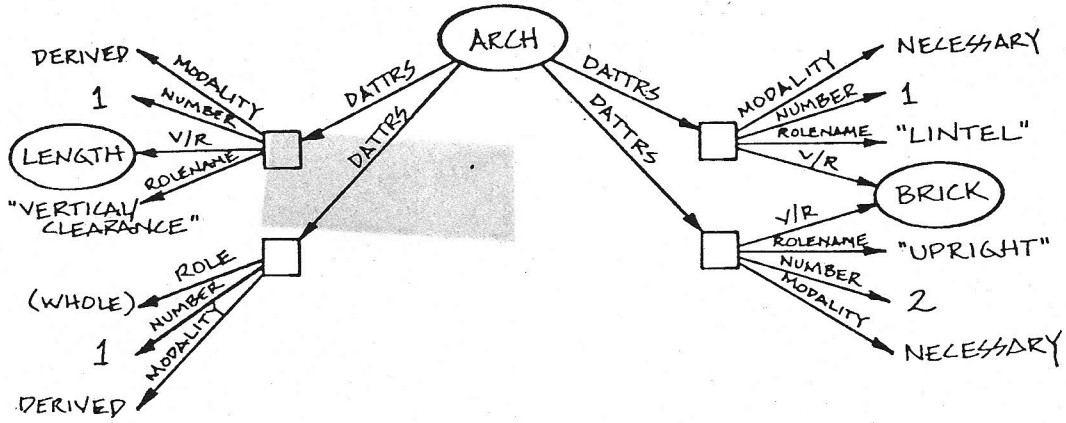 ARCH
DERIVED
MODALITY
DATTRS
1
NUMBER
LENGTH
V/R
ROLENAME
"VERTICAL
CLEARANCE"
DATTRS
ROLE
(WHOLE)
NUMBER
1
MODALITY
DERIVED
DATTRS
MODALITY
NECESSARY
NUMBER
1
ROLENAME
"LINTEL"
V/R
BRICK
DATTRS
V/R
ROLENAME
"UPRIGHT"
NUMBER
2
MODALITY
NECESSARY